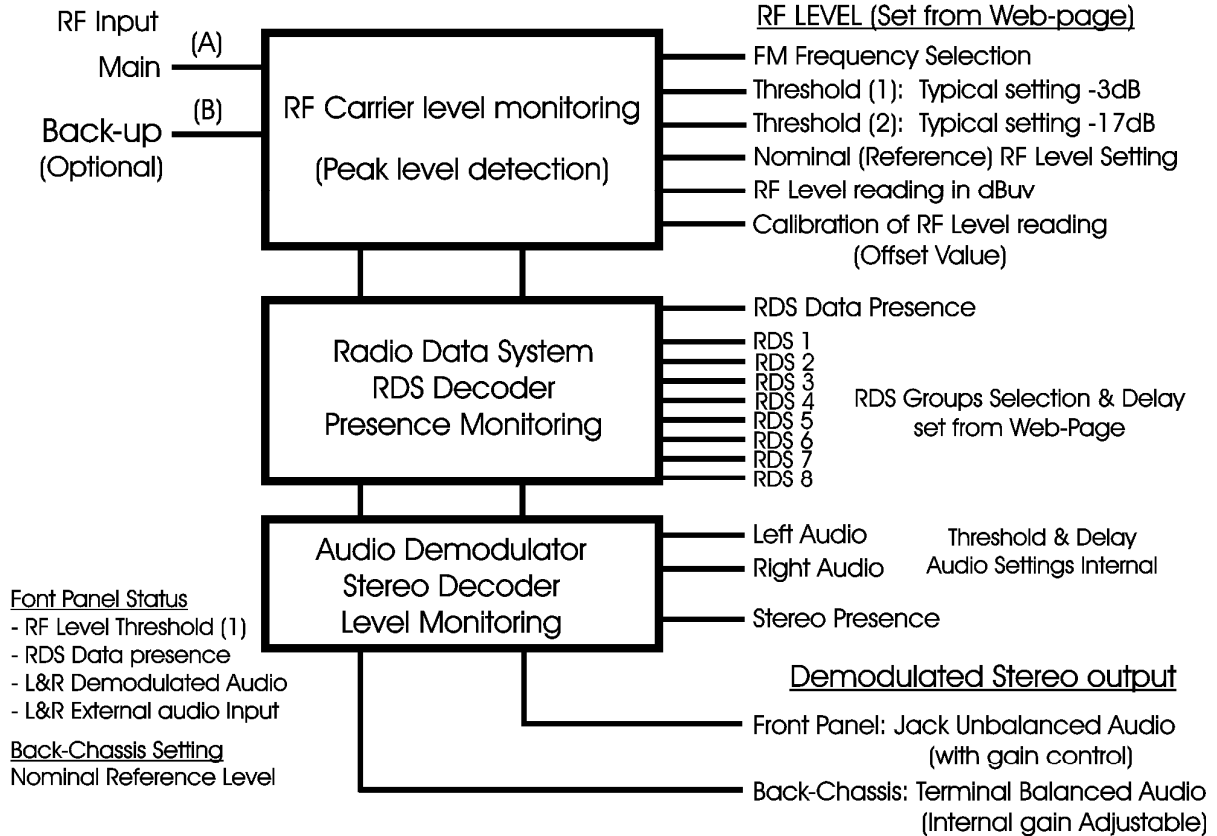 RF Input
Main
(A)
Back-up
(B)
(Optional)
RF Carrier level monitoring
(Peak level detection)
RF LEVEL (Set from Web-page)
FM Frequency Selection
Threshold (1): Typical setting -3dB
Threshold (2): Typical setting -17dB
Nominal (Reference) RF Level Setting
RF Level reading in dBuv
Calibration of RF Level reading
(Offset Value)
Radio Data System
RDS Decoder
Presence Monitoring
RDS Data Presence
RDS 1
RDS 2
RDS 3
RDS 4
RDS 5
RDS 6
RDS 7
RDS 8
RDS Groups Selection & Delay
set from Web-Page
Audio Demodulator
Stereo Decoder
Level Monitoring
Left Audio
Right Audio
Threshold & Delay
Audio Settings Internal
Stereo Presence
Font Panel Status
- RF Level Threshold (1)
- RDS Data presence
- L&R Demodulated Audio
- L&R External audio Input
Back-Chassis Setting
Nominal Reference Level
Demodulated Stereo output
Front Panel: Jack Unbalanced Audio
(with gain control)
Back-Chassis: Terminal Balanced Audio
(Internal gain Adjustable)